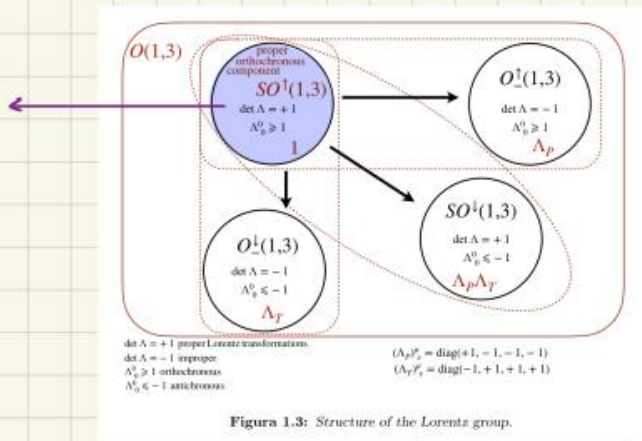 O(1,3)
proper
orthochronous
component
SO↑(1,3)
det Λ = + 1
Λ⁰₀ ⩾ 1
1
O↑₋(1,3)
det Λ = − 1
Λ⁰₀ ⩾ 1
Λ_P
O↓₋(1,3)
det Λ = − 1
Λ⁰₀ ⩽ − 1
Λ_T
SO↓(1,3)
det Λ = + 1
Λ⁰₀ ⩽ − 1
Λ_PΛ_T
det Λ = + 1 proper Lorentz transformations
det Λ = − 1 improper
Λ⁰₀ ⩾ 1 orthochronous
Λ⁰₀ ⩽ − 1 antichronous
(Λ_P)^μ_ν = diag(+1, − 1, − 1, − 1)
(Λ_T)^μ_ν = diag(−1, + 1, + 1, + 1)
Figura 1.3: Structure of the Lorentz group.